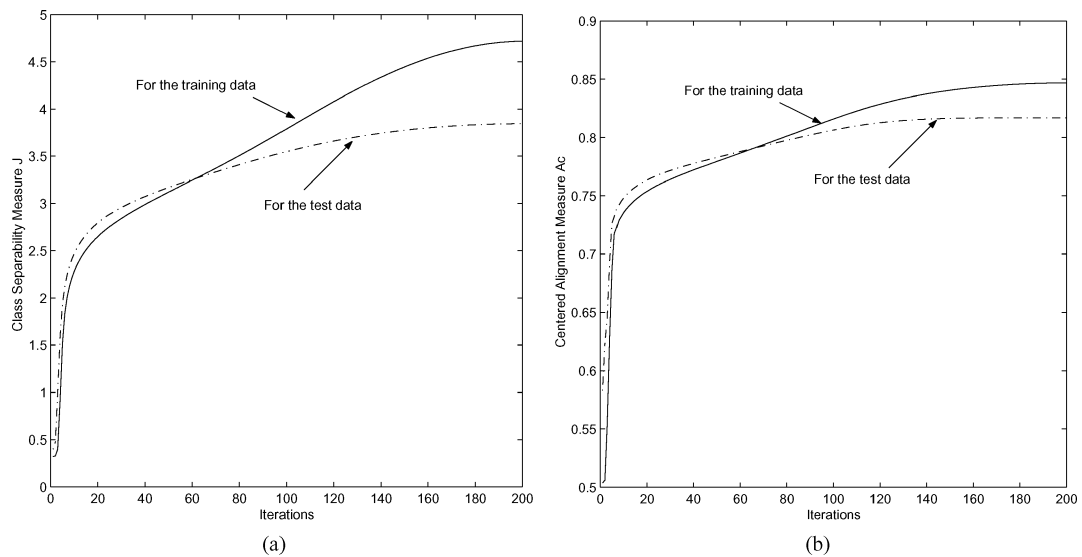 5
4.5
4
3.5
3
2.5
2
1.5
1
0.5
0
0 20 40 60 80 100 120 140 160 180 200
Class Separability Measure J
Iterations
For the training data
For the test data
(a)
0.9
0.85
0.8
0.75
0.7
0.65
0.6
0.55
0.5
0 20 40 60 80 100 120 140 160 180 200
Centered Alignment Measure Ac
Iterations
For the training data
For the test data
(b)